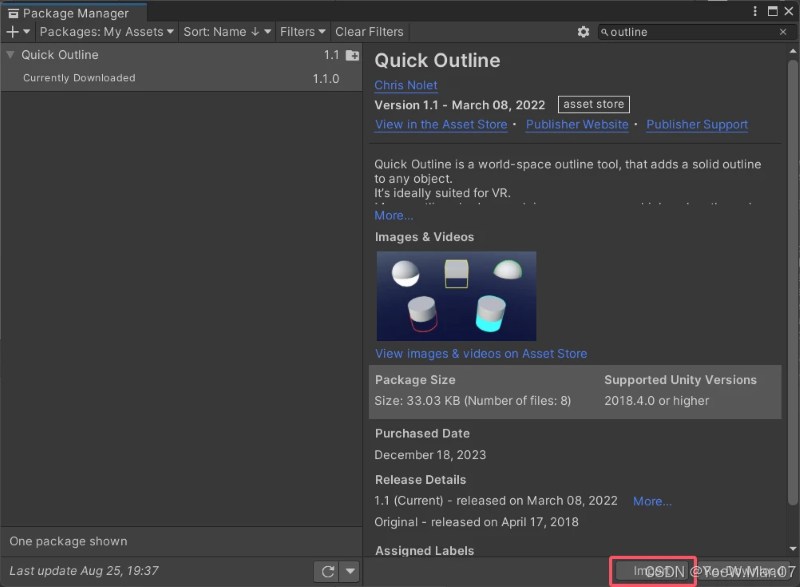 Package Manager
Packages: My Assets Sort: Name ↓ Filters Clear Filters outline
Quick Outline 1.1
Currently Downloaded 1.1.0
Quick Outline
Chris Nolet
Version 1.1 - March 08, 2022 asset store
View in the Asset Store • Publisher Website • Publisher Support
Quick Outline is a world-space outline tool, that adds a solid outline
to any object.
It's ideally suited for VR.
More...
Images & Videos
View images & videos on Asset Store
Package Size Supported Unity Versions
Size: 33.03 KB (Number of files: 8) 2018.4.0 or higher
Purchased Date
December 18, 2023
Release Details
1.1 (Current) - released on March 08, 2022 More...
Original - released on April 17, 2018
Assigned Labels
One package shown
Last update Aug 25, 19:37
CSDN